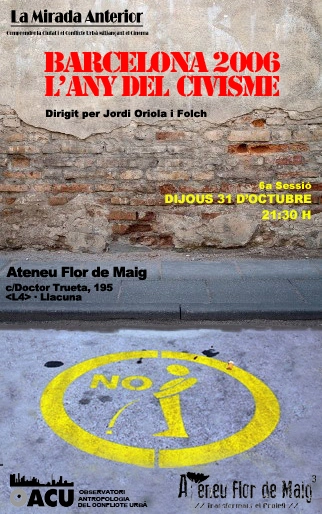 La Mirada Anterior
Comprendre la Ciutat i el Conflicte Urbà mitjançant el Cinema
BARCELONA 2006
L'ANY DEL CIVISME
Dirigit per Jordi Oriola i Folch
6a Sessió
DIJOUS 31 D'OCTUBRE
21:30 H
Ateneu Flor de Maig
c/Doctor Trueta, 195
<L4> · Llacuna
NO
ACU
OBSERVATORI
ANTROPOLOGIA
DEL CONFLICTE URBÀ
Ateneu Flor de Maig³